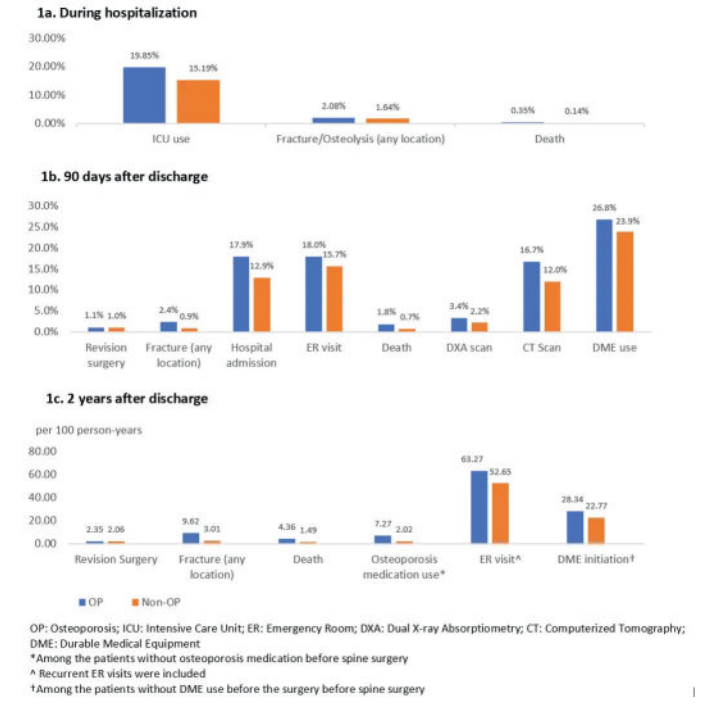 1a. During hospitalization
30.00%
20.00%
10.00%
0.00%
19.85%
15.19%
2.08%
1.64%
0.35%
0.14%
ICU use
Fracture/Osteolysis (any location)
Death
1b. 90 days after discharge
30.0%
25.0%
20.0%
15.0%
10.0%
5.0%
0.0%
1.1% 1.0%
2.4%
0.9%
17.9%
12.9%
18.0%
15.7%
1.8%
0.7%
3.4%
2.2%
16.7%
12.0%
26.8%
23.9%
Revision
surgery
Fracture (any
location)
Hospital
admission
ER visit
Death
DXA scan
CT Scan
DME use
1c. 2 years after discharge
per 100 person-years
80.00
60.00
40.00
20.00
0.00
2.35 2.06
9.62
3.01
4.36 1.49
7.27
2.02
63.27
52.65
28.34
22.77
Revision Surgery
Fracture (any
location)
Death
Osteoporosis
medication use*
ER visit^
DME initiation†
OP Non-OP
OP: Osteoporosis; ICU: Intensive Care Unit; ER: Emergency Room; DXA: Dual X-ray Absorptiometry; CT: Computerized Tomography;
DME: Durable Medical Equipment
*Among the patients without osteoporosis medication before spine surgery
^ Recurrent ER visits were included
†Among the patients without DME use before the surgery before spine surgery